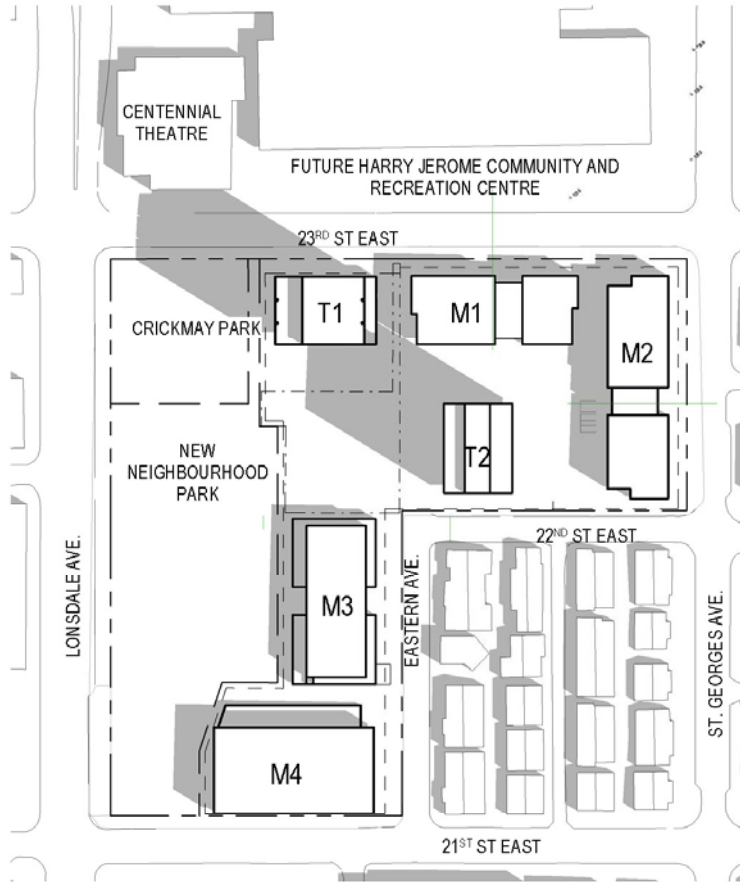 CENTENNIAL
THEATRE
FUTURE HARRY JEROME COMMUNITY AND
RECREATION CENTRE
23RD ST EAST
T1
M1
M2
CRICKMAY PARK
T2
NEW
NEIGHBOURHOOD
PARK
22ND ST EAST
LONSDALE AVE.
M3
EASTERN AVE.
ST. GEORGES AVE.
M4
21ST ST EAST